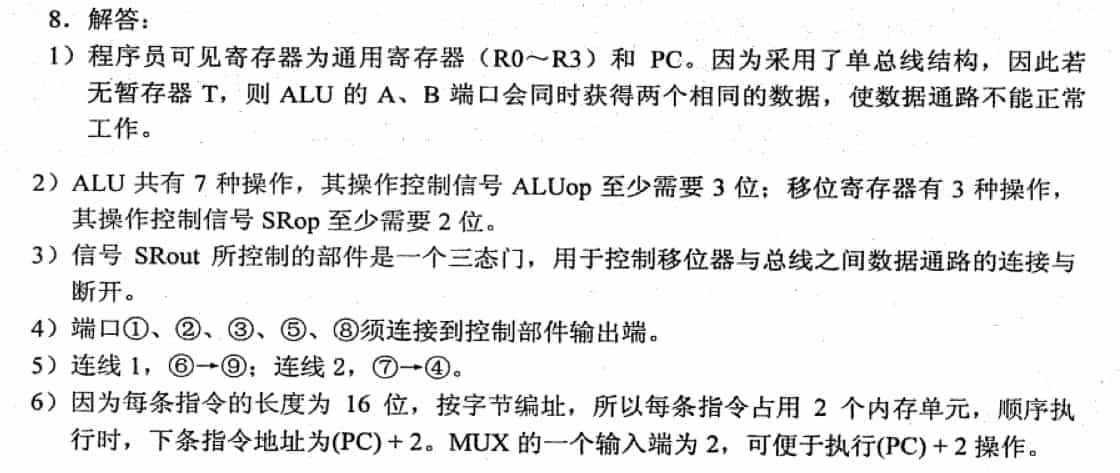 8．解答：
1）程序员可见寄存器为通用寄存器（R0～R3）和 PC。因为采用了单总线结构，因此若
无暂存器 T，则 ALU 的 A、B 端口会同时获得两个相同的数据，使数据通路不能正常
工作。
2）ALU 共有 7 种操作，其操作控制信号 ALUop 至少需要 3 位；移位寄存器有 3 种操作，
其操作控制信号 SRop 至少需要 2 位。
3）信号 SRout 所控制的部件是一个三态门，用于控制移位器与总线之间数据通路的连接与
断开。
4）端口①、②、③、⑤、⑧须连接到控制部件输出端。
5）连线 1，⑥→⑨；连线 2，⑦→④。
6）因为每条指令的长度为 16 位，按字节编址，所以每条指令占用 2 个内存单元，顺序执
行时，下条指令地址为(PC) + 2。MUX 的一个输入端为 2，可便于执行(PC) + 2 操作。